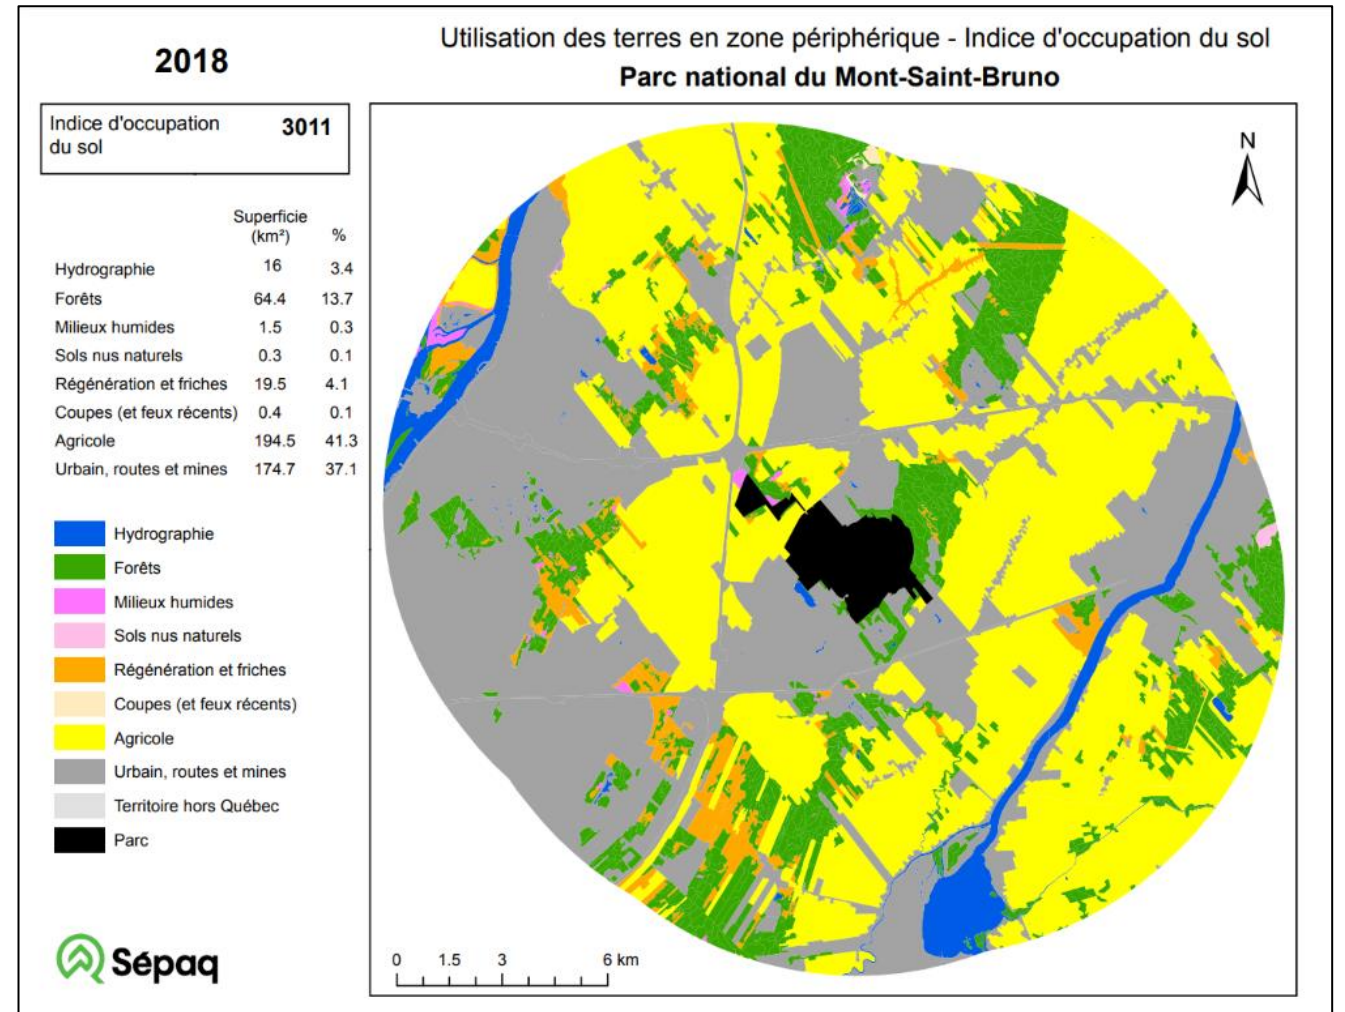 2018
Utilisation des terres en zone périphérique - Indice d'occupation du sol
Parc national du Mont-Saint-Bruno
Indice d'occupation du sol 3011
Superficie (km²) %
Hydrographie 16 3.4
Forêts 64.4 13.7
Milieux humides 1.5 0.3
Sols nus naturels 0.3 0.1
Régénération et friches 19.5 4.1
Coupes (et feux récents) 0.4 0.1
Agricole 194.5 41.3
Urbain, routes et mines 174.7 37.1
Hydrographie
Forêts
Milieux humides
Sols nus naturels
Régénération et friches
Coupes (et feux récents)
Agricole
Urbain, routes et mines
Territoire hors Québec
Parc
Sépaq
N
0 1.5 3 6 km